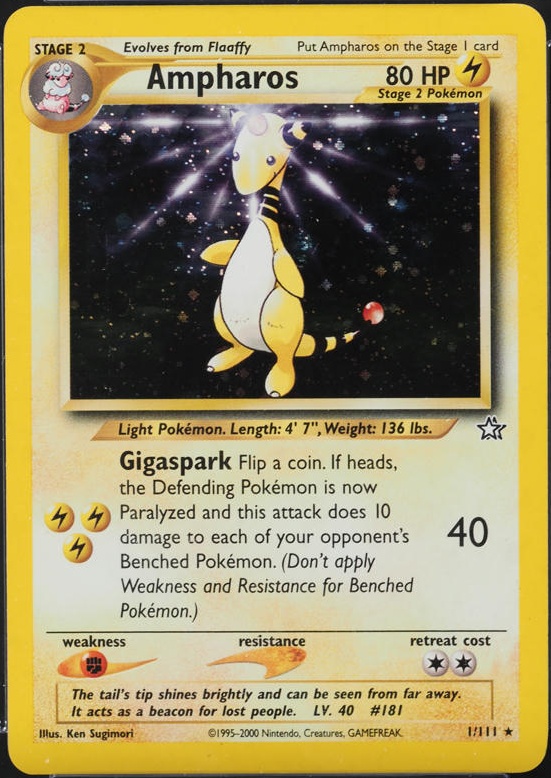 STAGE 2 Evolves from Flaaffy Put Ampharos on the Stage 1 card
Ampharos 80 HP
Stage 2 Pokémon
Light Pokémon. Length: 4' 7", Weight: 136 lbs.
Gigaspark Flip a coin. If heads,
the Defending Pokémon is now
Paralyzed and this attack does 10
damage to each of your opponent's
Benched Pokémon. (Don't apply
Weakness and Resistance for Benched
Pokémon.)
40
weakness resistance retreat cost
The tail's tip shines brightly and can be seen from far away.
It acts as a beacon for lost people. LV. 40 #181
Illus. Ken Sugimori ©1995-2000 Nintendo, Creatures, GAMEFREAK. 1/111 ★